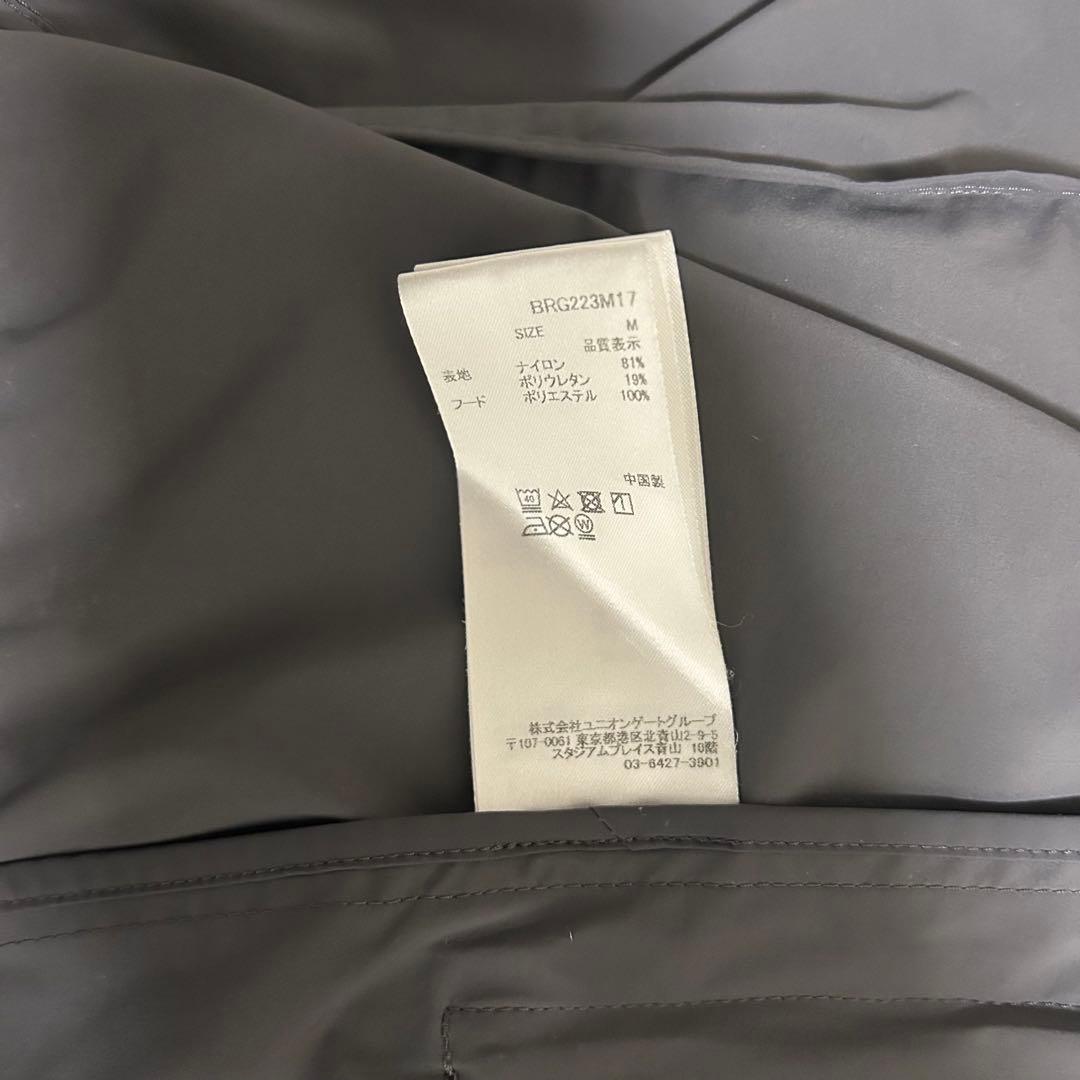 BRG223M17
SIZE M
品質表示
表地 ナイロン 81%
ポリウレタン 19%
フード ポリエステル 100%
中国製
40
W
株式会社ユニオンゲートグループ
〒107-0061 東京都港区北青山2-9-5
スタジアムプレイス青山 10階
03-6427-3901